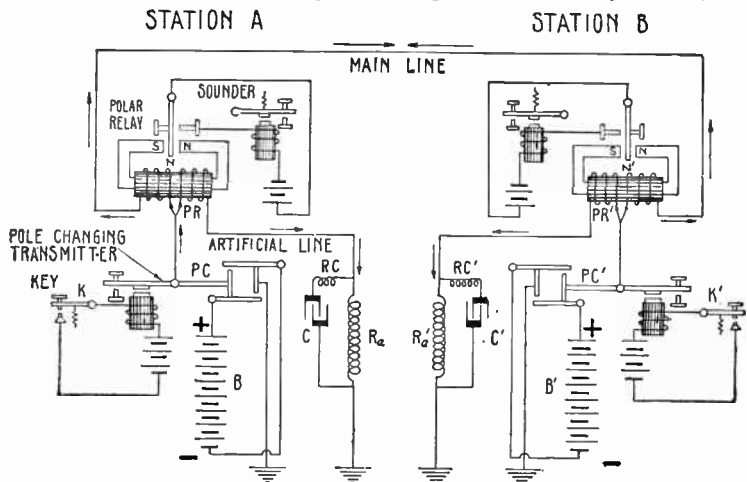 STATION A
STATION B
MAIN LINE
SOUNDER
POLAR
RELAY
S N
N
S N
N'
PR
PR'
ARTIFICIAL LINE
POLE CHANGING
TRANSMITTER
KEY
K
PC
RC
RC'
PC'
K'
+
B
C
Ra
R'a
C'
+
B'
−
−